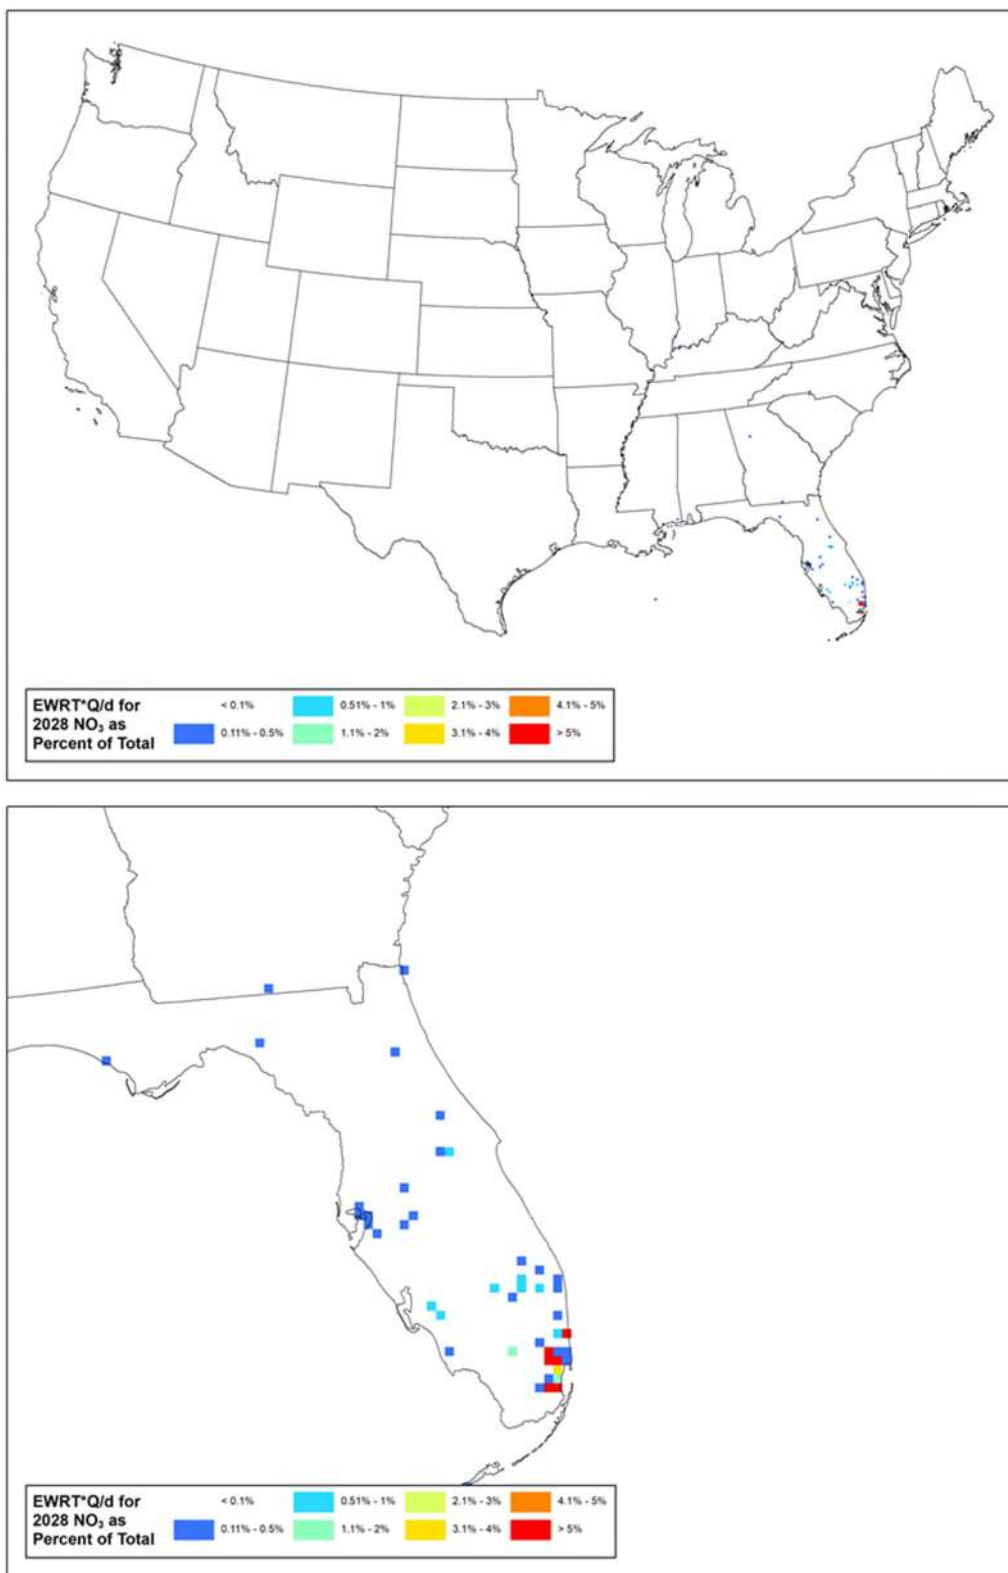 EWRT*Q/d for
2028 NO₃ as
Percent of Total
< 0.1% 0.51% - 1% 2.1% - 3% 4.1% - 5%
0.11% - 0.5% 1.1% - 2% 3.1% - 4% > 5%
EWRT*Q/d for
2028 NO₃ as
Percent of Total
< 0.1% 0.51% - 1% 2.1% - 3% 4.1% - 5%
0.11% - 0.5% 1.1% - 2% 3.1% - 4% > 5%